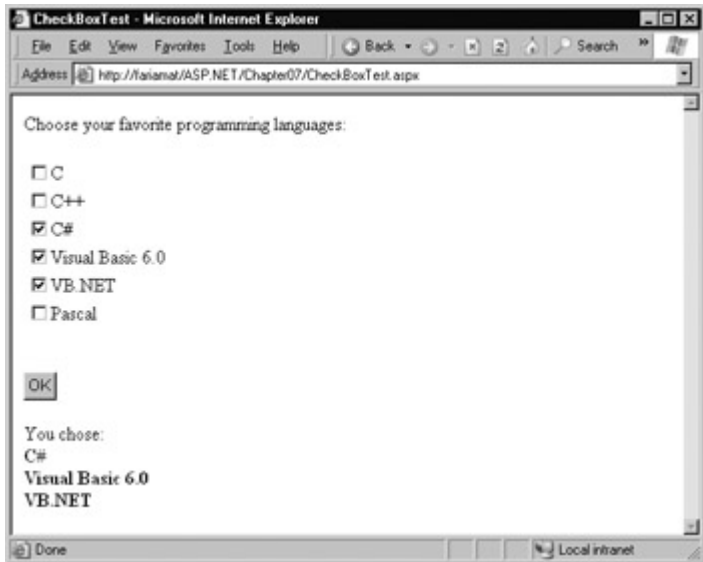 CheckBoxTest - Microsoft Internet Explorer
File Edit View Favorites Tools Help Back Search »
Address http://fariamat/ASP.NET/Chapter07/CheckBoxTest.aspx
Choose your favorite programming languages:
C
C++
C#
Visual Basic 6.0
VB.NET
Pascal
OK
You chose:
C#
Visual Basic 6.0
VB.NET
Done Local intranet